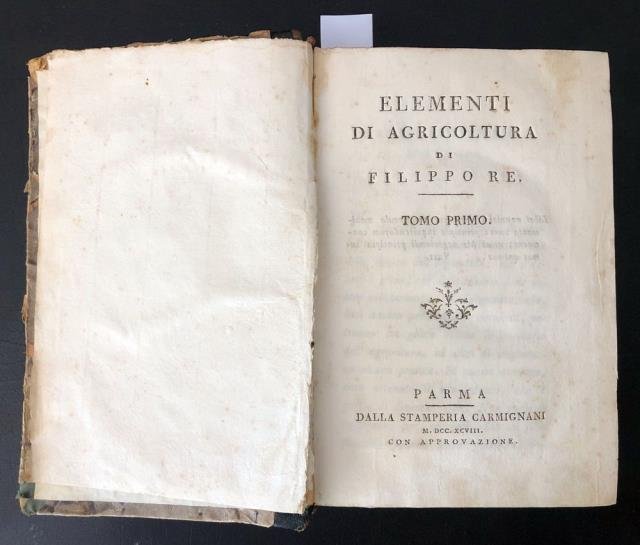 ELEMENTI
DI AGRICOLTURA
DI
FILIPPO RE.
TOMO PRIMO.
PARMA
DALLA STAMPERIA CARMIGNANI
M. DCC. XCVIII.
CON APPROVAZIONE.